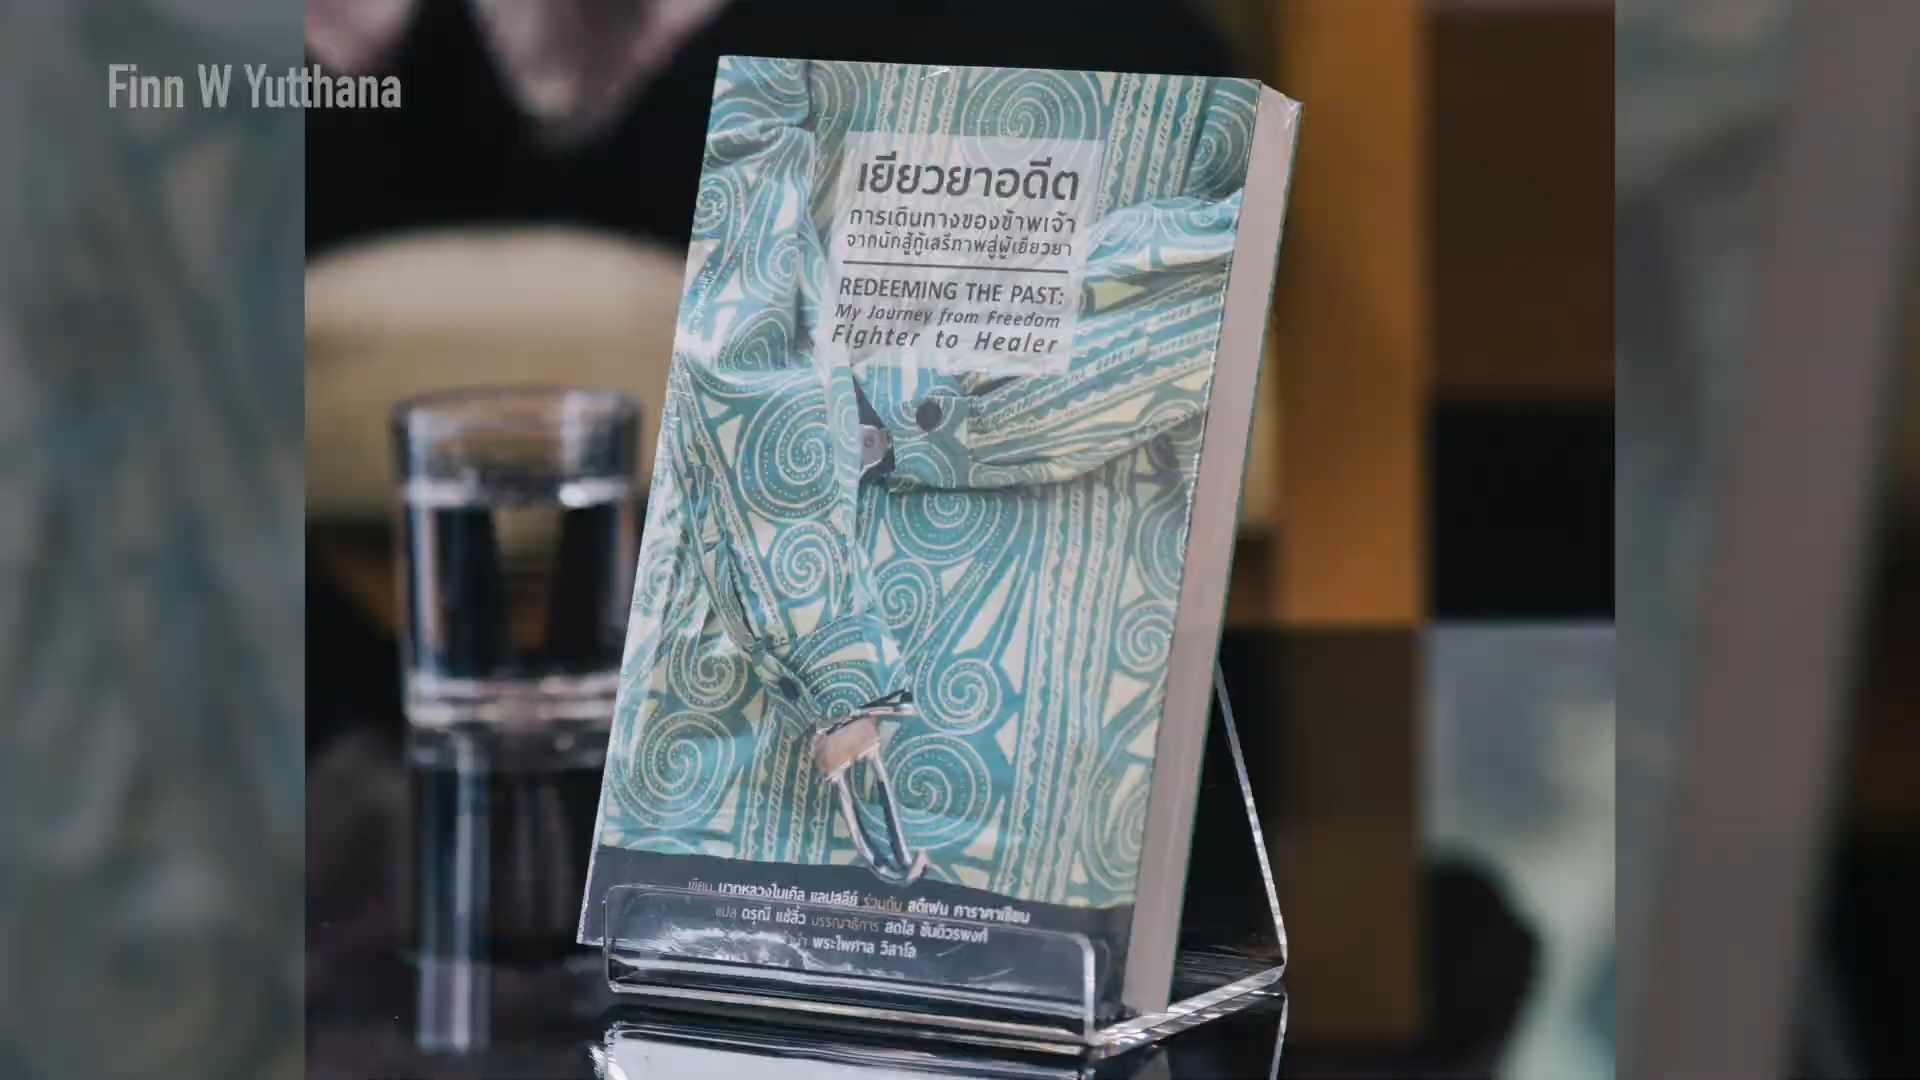 Finn W Yutthana
เยียวยาอดีต
การเดินทางของข้าพเจ้า
จากนักสู้กู้เสรีภาพสู่ผู้เยียวยา
REDEEMING THE PAST:
My Journey from Freedom
Fighter to Healer
เขียน บาทหลวงไมเคิล แลปสลีย์ ร่วมกับ สตีเฟน การาคาเชียน
แปล ดรุณี แซ่ลิ่ว บรรณาธิการ สดใส ขันติวรพงศ์
พระไพศาล วิสาโล